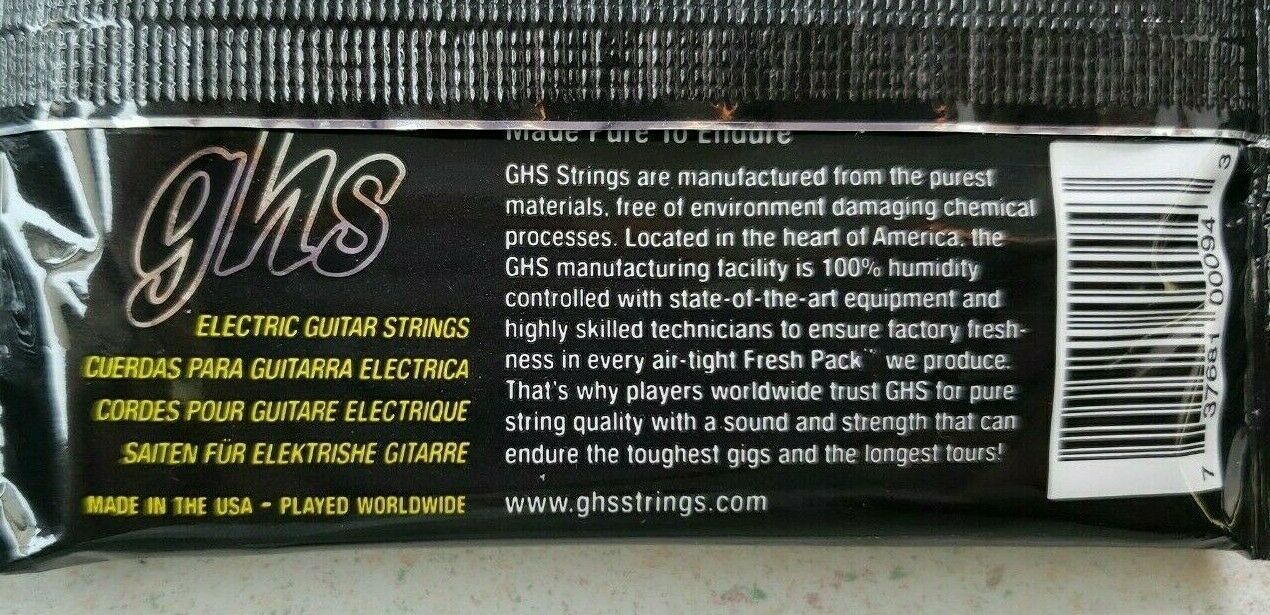 ghs
ELECTRIC GUITAR STRINGS
CUERDAS PARA GUITARRA ELECTRICA
CORDES POUR GUITARE ELECTRIQUE
SAITEN FÜR ELEKTRISHE GITARRE
MADE IN THE USA - PLAYED WORLDWIDE
Made Pure To Endure
GHS Strings are manufactured from the purest
materials, free of environment damaging chemical
processes. Located in the heart of America, the
GHS manufacturing facility is 100% humidity
controlled with state-of-the-art equipment and
highly skilled technicians to ensure factory fresh-
ness in every air-tight Fresh Pack™ we produce.
That's why players worldwide trust GHS for pure
string quality with a sound and strength that can
endure the toughest gigs and the longest tours!
www.ghsstrings.com
7 37681 00094 3